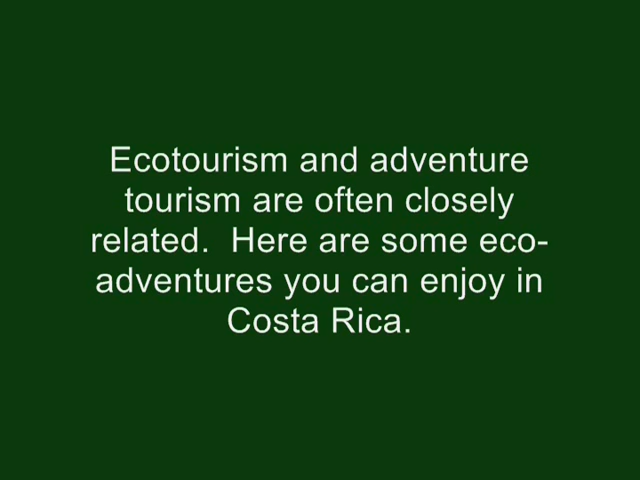 Ecotourism and adventure
tourism are often closely
related.  Here are some eco-
adventures you can enjoy in
Costa Rica.